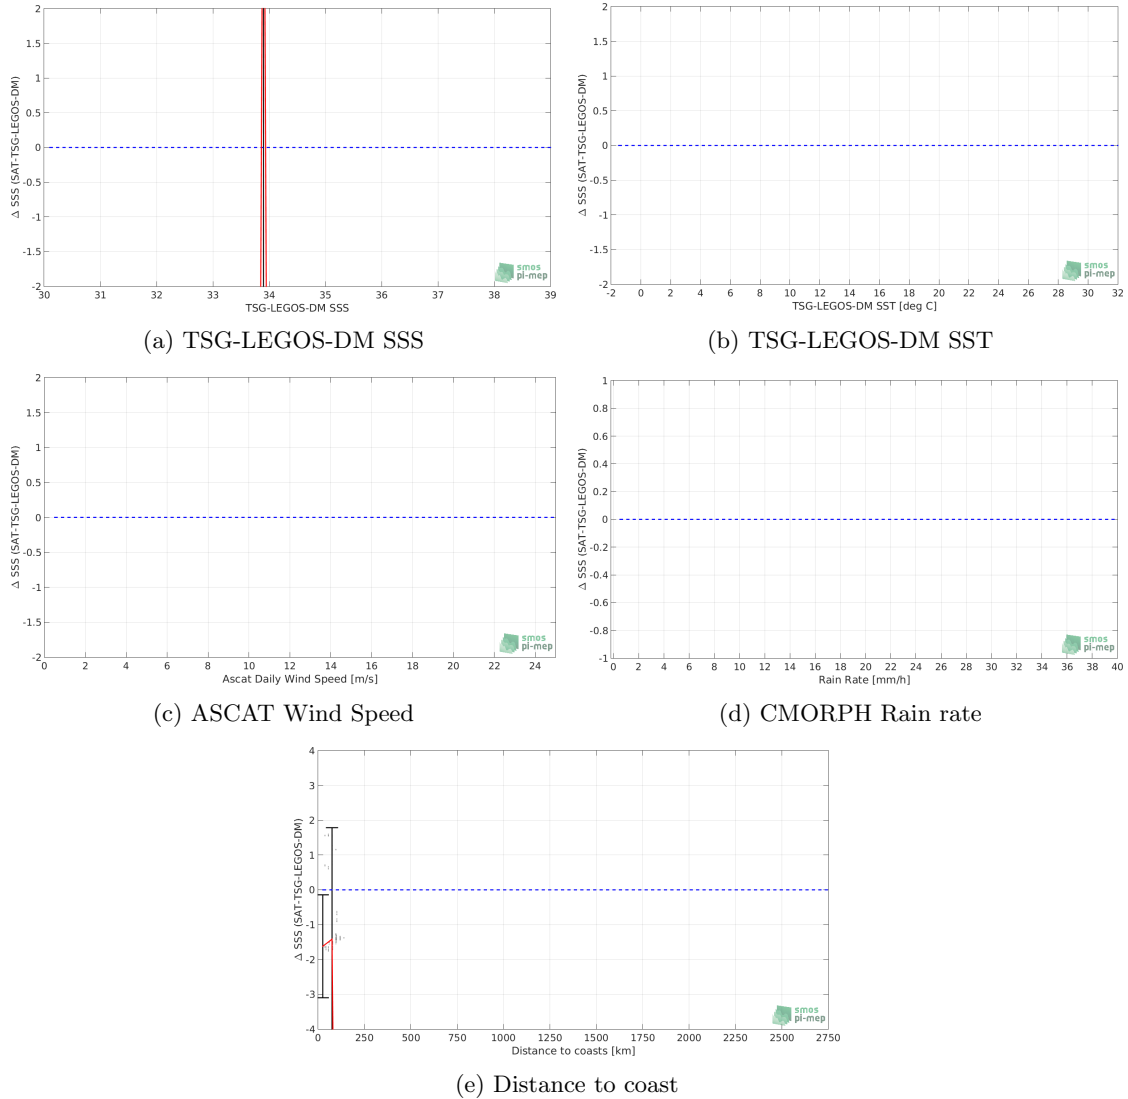 2
1.5
1
0.5
0
-0.5
-1
-1.5
-2
Δ SSS (SAT-TSG-LEGOS-DM)
30 31 32 33 34 35 36 37 38 39
TSG-LEGOS-DM SSS
smos
pi-mep
(a) TSG-LEGOS-DM SSS
2
1.5
1
0.5
0
-0.5
-1
-1.5
-2
Δ SSS (SAT-TSG-LEGOS-DM)
-2 0 2 4 6 8 10 12 14 16 18 20 22 24 26 28 30 32
TSG-LEGOS-DM SST [deg C]
smos
pi-mep
(b) TSG-LEGOS-DM SST
2
1.5
1
0.5
0
-0.5
-1
-1.5
-2
Δ SSS (SAT-TSG-LEGOS-DM)
0 2 4 6 8 10 12 14 16 18 20 22 24
Ascat Daily Wind Speed [m/s]
smos
pi-mep
(c) ASCAT Wind Speed
1
0.8
0.6
0.4
0.2
0
-0.2
-0.4
-0.6
-0.8
-1
Δ SSS (SAT-TSG-LEGOS-DM)
0 2 4 6 8 10 12 14 16 18 20 22 24 26 28 30 32 34 36 38 40
Rain Rate [mm/h]
smos
pi-mep
(d) CMORPH Rain rate
4
3
2
1
0
-1
-2
-3
-4
Δ SSS (SAT-TSG-LEGOS-DM)
0 250 500 750 1000 1250 1500 1750 2000 2250 2500 2750
Distance to coasts [km]
smos
pi-mep
(e) Distance to coast